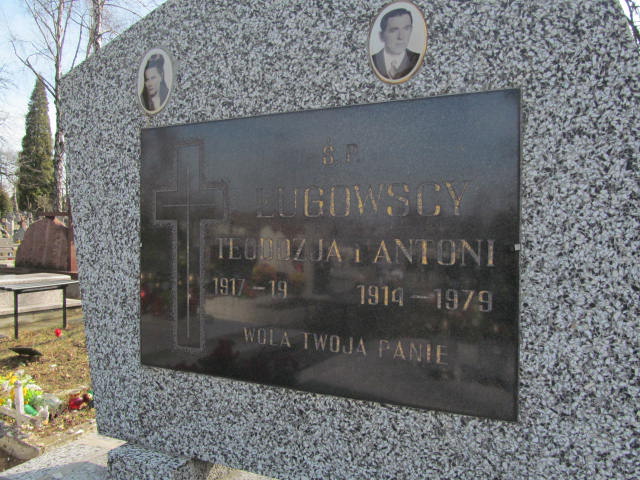 Ś. P.
ŁUGOWSCY
TEODOZJA i ANTONI
1917 - 19 1914 - 1979
WOLA TWOJA PANIE